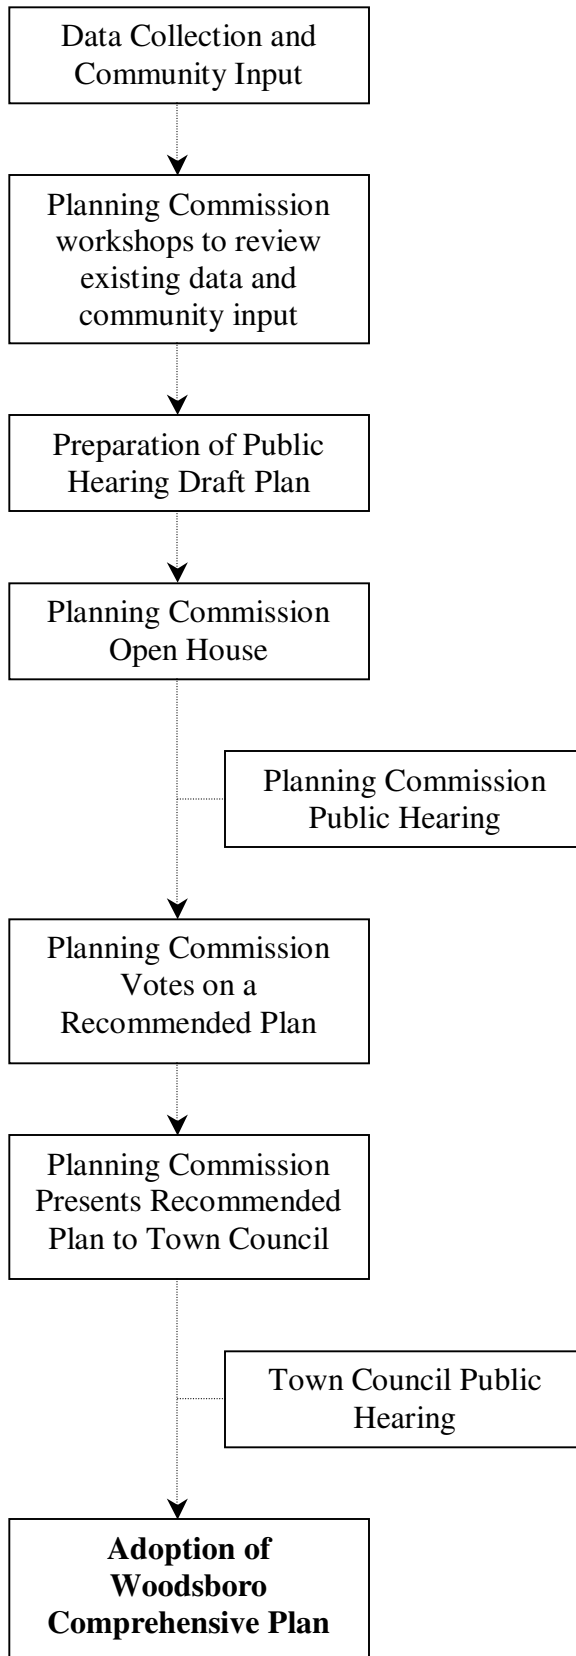 Data Collection and
Community Input
Planning Commission
workshops to review
existing data and
community input
Preparation of Public
Hearing Draft Plan
Planning Commission
Open House
Planning Commission
Public Hearing
Planning Commission
Votes on a
Recommended Plan
Planning Commission
Presents Recommended
Plan to Town Council
Town Council Public
Hearing
Adoption of
Woodsboro
Comprehensive Plan